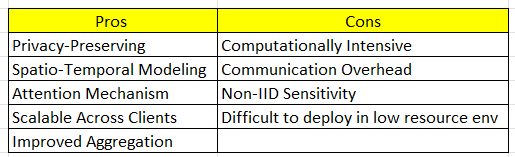 Pros Cons
Privacy-Preserving Computationally Intensive
Spatio-Temporal Modeling Communication Overhead
Attention Mechanism Non-IID Sensitivity
Scalable Across Clients Difficult to deploy in low resource env
Improved Aggregation